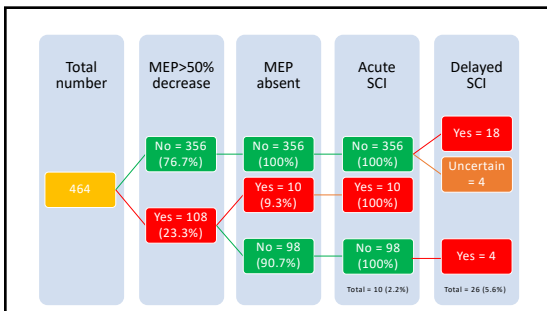 Total
number
MEP>50%
decrease
MEP
absent
Acute
SCI
Delayed
SCI
464
No = 356
(76.7%)
Yes = 108
(23.3%)
No = 356
(100%)
Yes = 10
(9.3%)
No = 98
(90.7%)
No = 356
(100%)
Yes = 10
(100%)
No = 98
(100%)
Total = 10 (2.2%)
Yes = 18
Uncertain
= 4
Yes = 4
Total = 26 (5.6%)